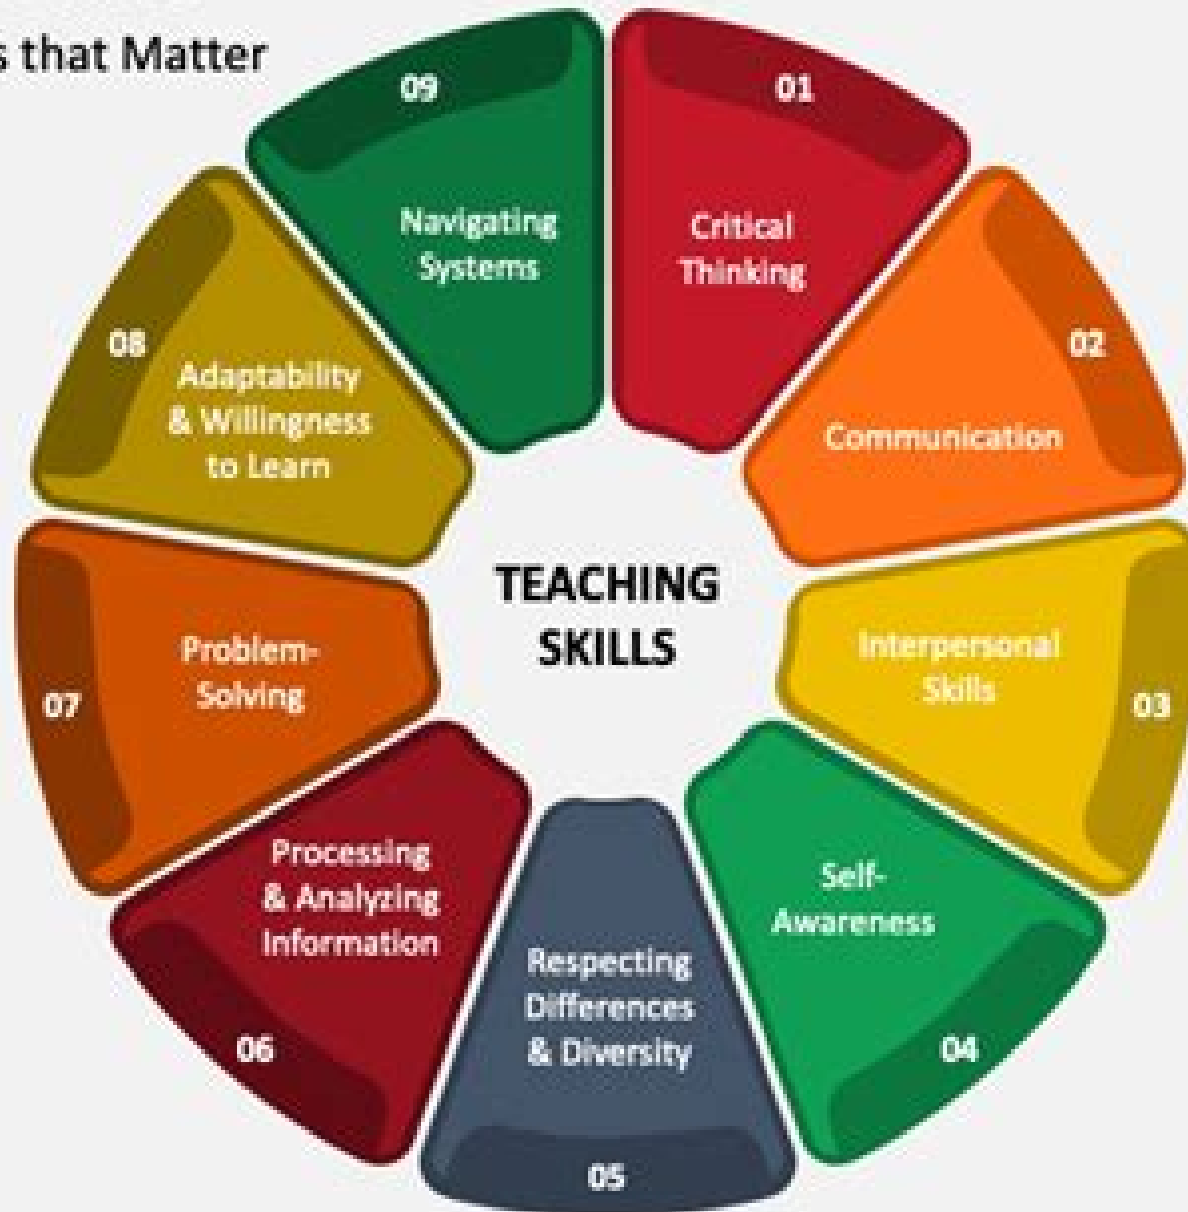 s that Matter
01
Critical
Thinking
02
Communication
03
Interpersonal
Skills
04
Self-
Awareness
05
Respecting
Differences
& Diversity
06
Processing
& Analyzing
Information
07
Problem-
Solving
08
Adaptability
& Willingness
to Learn
09
Navigating
Systems
TEACHING
SKILLS